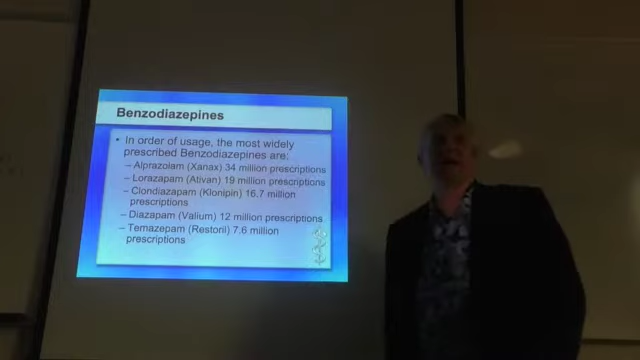 Benzodiazepines
• In order of usage, the most widely
prescribed Benzodiazepines are:
– Alprazolam (Xanax) 34 million prescriptions
– Lorazapam (Ativan) 19 million prescriptions
– Clondiazapam (Klonipin) 16.7 million
prescriptions
– Diazapam (Valium) 12 million prescriptions
– Temazepam (Restoril) 7.6 million
prescriptions